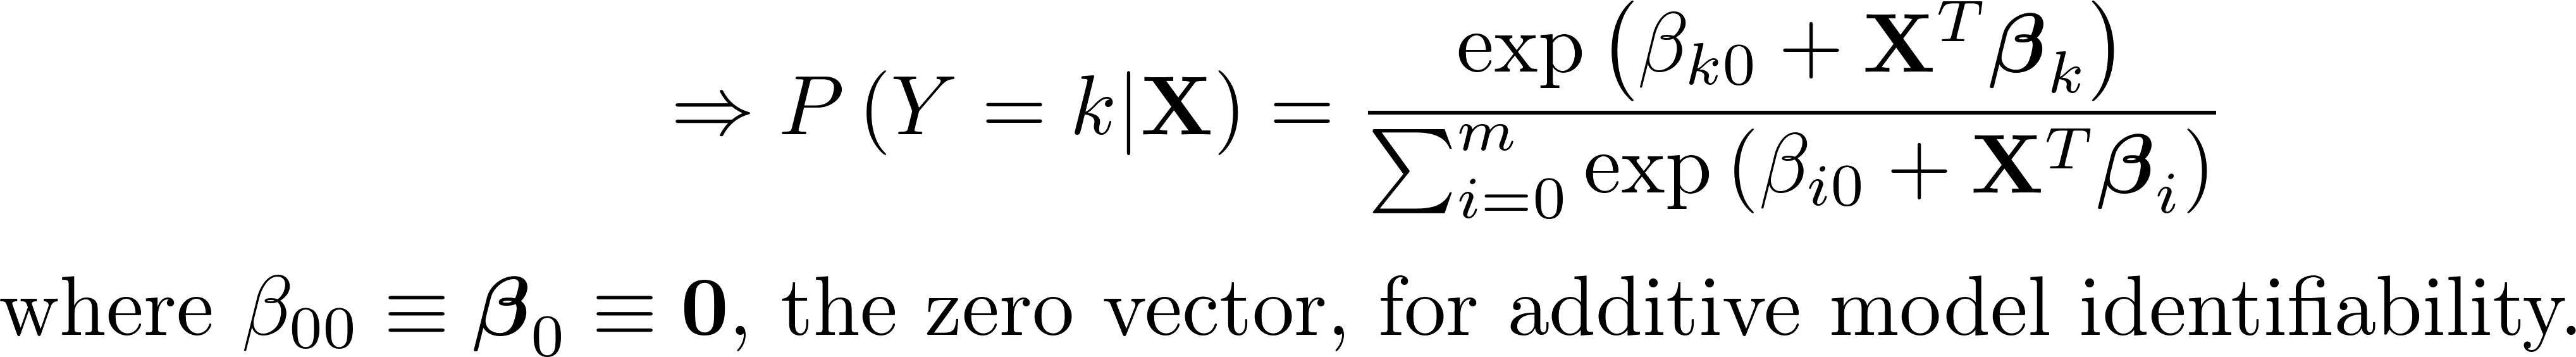 ⇒ P(Y = k|𝐗) = exp(β_{k0} + 𝐗^T 𝛃_k) / ∑_{i=0}^{m} exp(β_{i0} + 𝐗^T 𝛃_i)
where β_{00} ≡ 𝛃_0 ≡ 𝟎, the zero vector, for additive model identifiability.